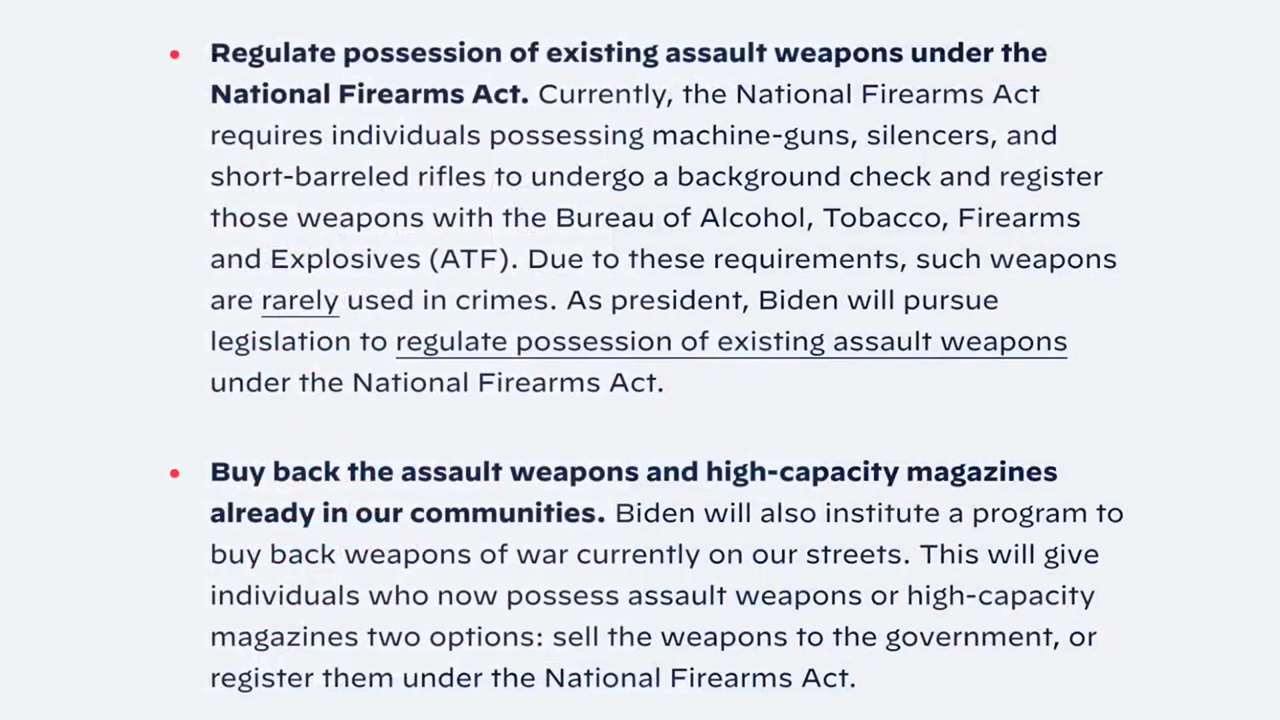 • Regulate possession of existing assault weapons under the
National Firearms Act. Currently, the National Firearms Act
requires individuals possessing machine-guns, silencers, and
short-barreled rifles to undergo a background check and register
those weapons with the Bureau of Alcohol, Tobacco, Firearms
and Explosives (ATF). Due to these requirements, such weapons
are rarely used in crimes. As president, Biden will pursue
legislation to regulate possession of existing assault weapons
under the National Firearms Act.
• Buy back the assault weapons and high-capacity magazines
already in our communities. Biden will also institute a program to
buy back weapons of war currently on our streets. This will give
individuals who now possess assault weapons or high-capacity
magazines two options: sell the weapons to the government, or
register them under the National Firearms Act.